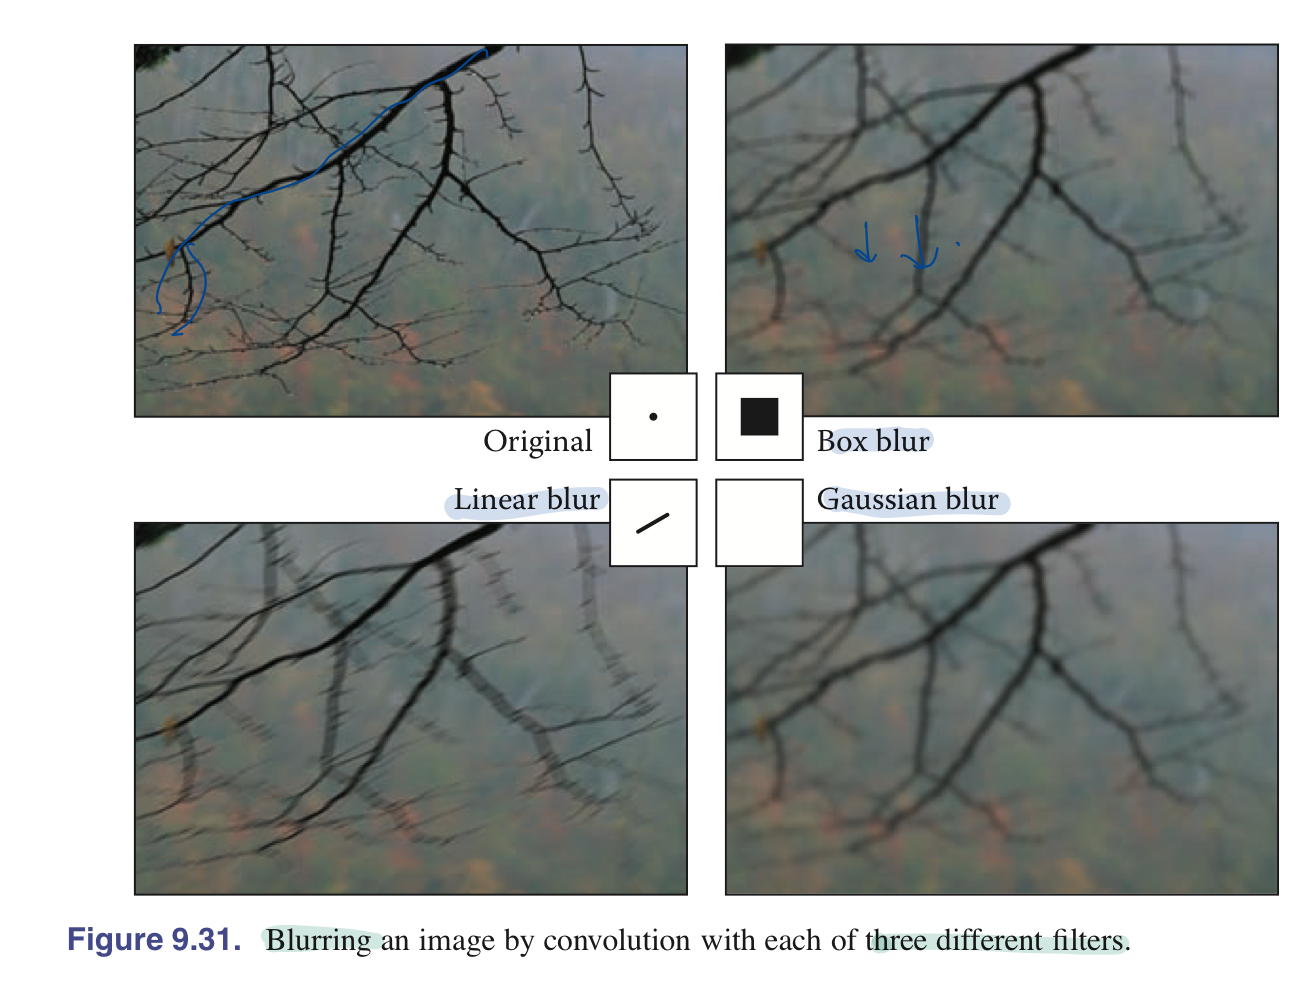 Original
Box blur
Linear blur
Gaussian blur
Figure 9.31. Blurring an image by convolution with each of three different filters.